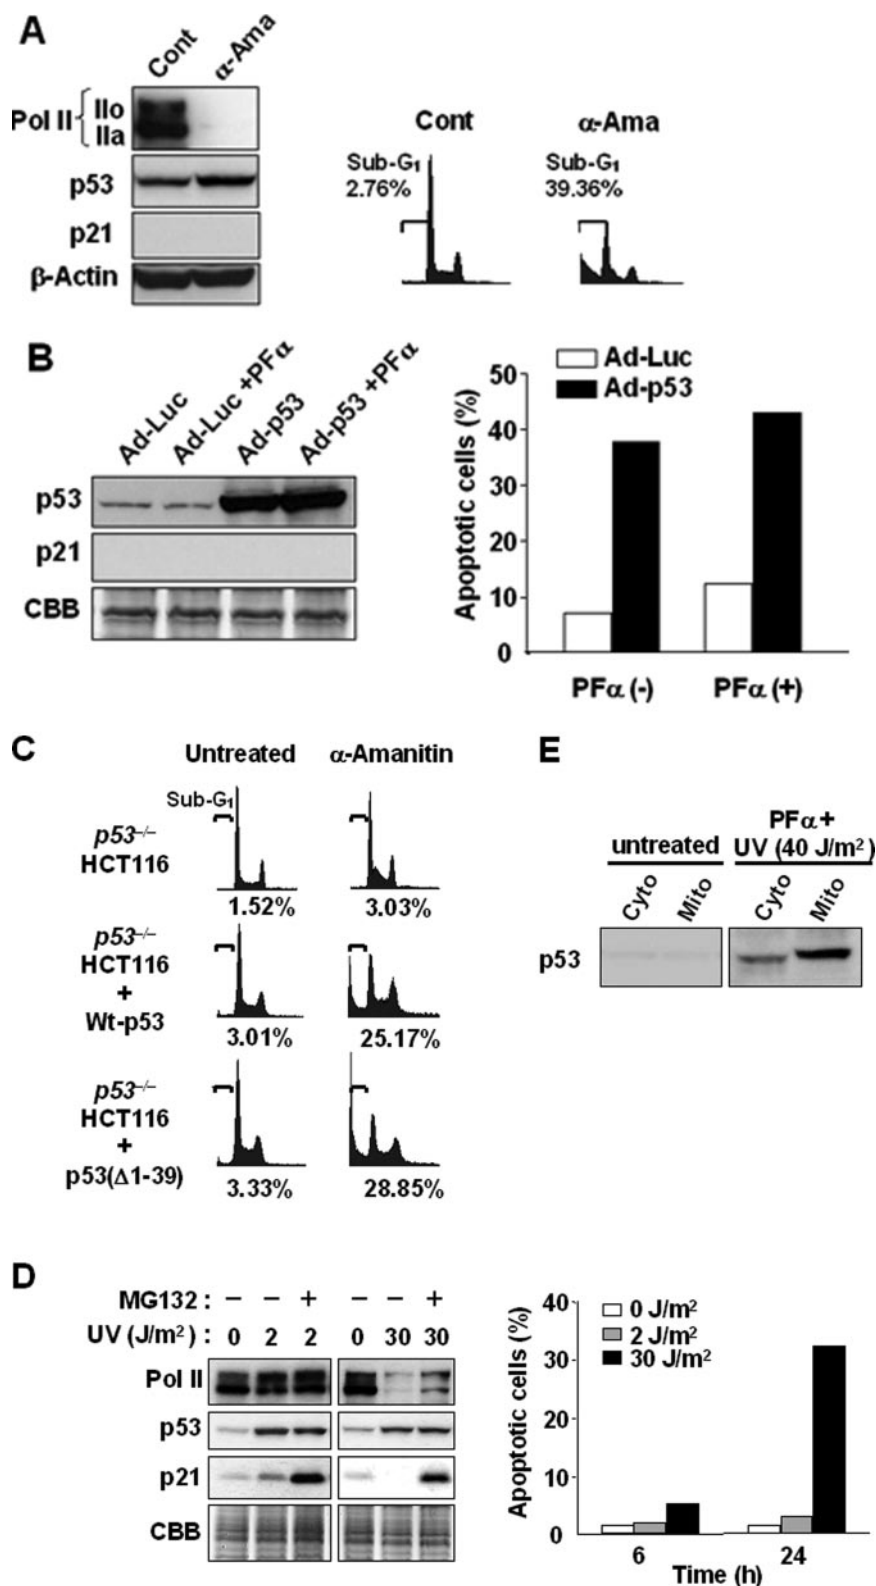 A
Cont
α-Ama
Pol II { IIo
IIa
p53
p21
β-Actin
Cont
α-Ama
Sub-G1
2.76%
Sub-G1
39.36%
B
Ad-Luc
Ad-Luc +PFα
Ad-p53
Ad-p53 +PFα
p53
p21
CBB
Ad-Luc
Ad-p53
Apoptotic cells (%)
50
40
30
20
10
0
PFα (-)
PFα (+)
C
Untreated
α-Amanitin
Sub-G1
p53–/–
HCT116
1.52%
3.03%
p53–/–
HCT116
+
Wt-p53
3.01%
25.17%
p53–/–
HCT116
+
p53(Δ1-39)
3.33%
28.85%
E
untreated
PFα +
UV (40 J/m²)
Cyto
Mito
Cyto
Mito
p53
D
MG132 : – – + – – +
UV (J/m²) : 0 2 2 0 30 30
Pol II
p53
p21
CBB
0 J/m²
2 J/m²
30 J/m²
Apoptotic cells (%)
40
30
20
10
0
6
24
Time (h)